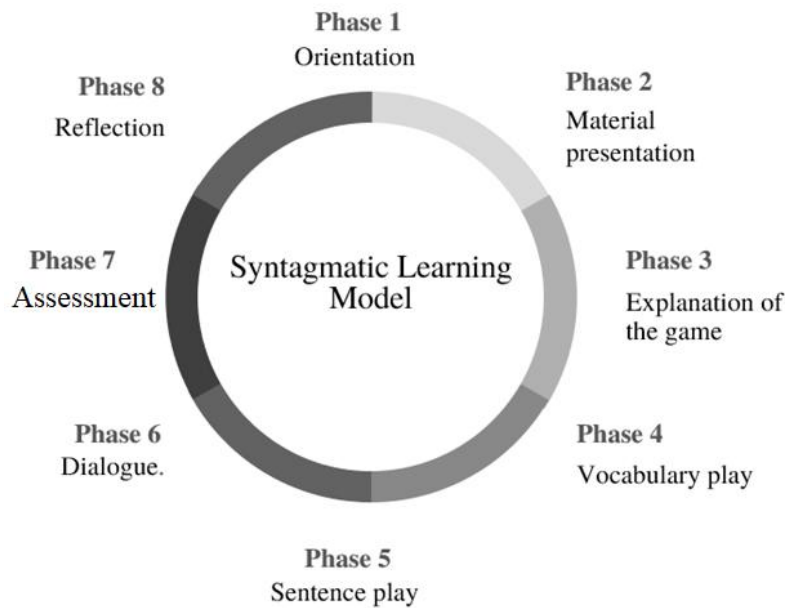 Phase 1
Orientation
Phase 2
Material
presentation
Phase 3
Explanation of
the game
Phase 4
Vocabulary play
Phase 5
Sentence play
Phase 6
Dialogue.
Phase 7
Assessment
Phase 8
Reflection
Syntagmatic Learning
Model